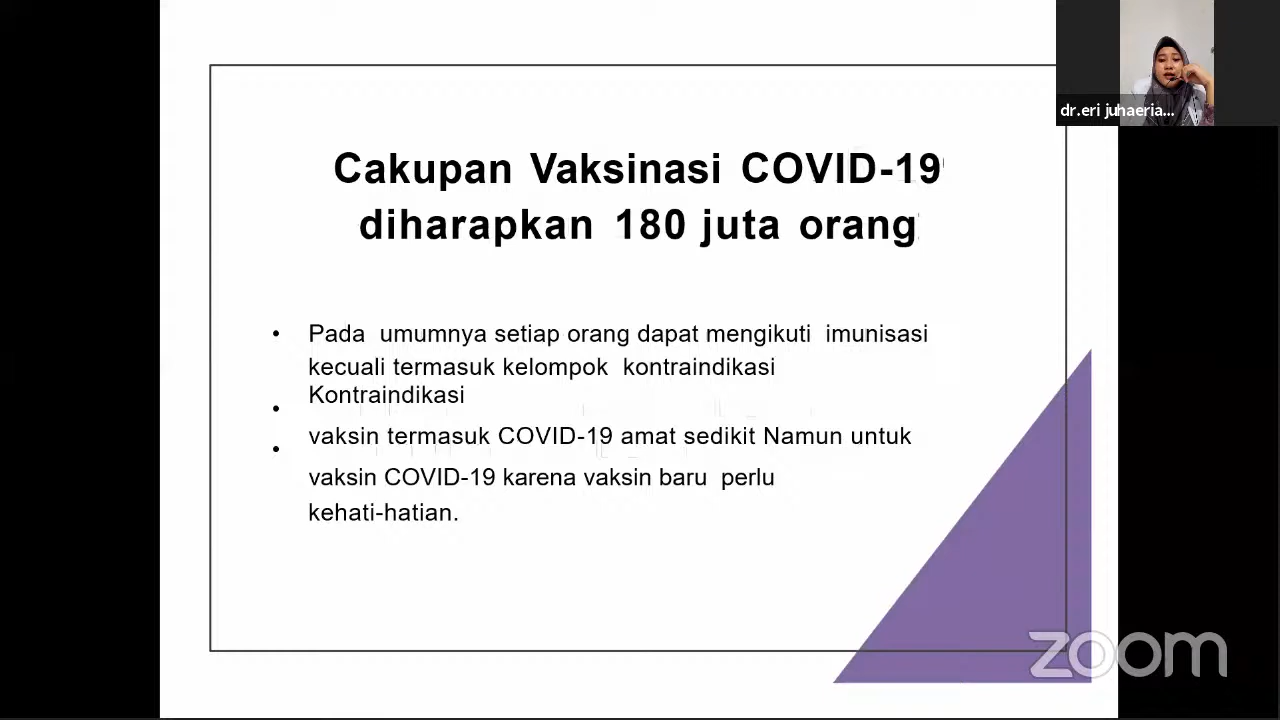 dr.eri juhaeria...
Cakupan Vaksinasi COVID-19
diharapkan 180 juta orang
• Pada umumnya setiap orang dapat mengikuti imunisasi
kecuali termasuk kelompok kontraindikasi
• Kontraindikasi
• vaksin termasuk COVID-19 amat sedikit Namun untuk
vaksin COVID-19 karena vaksin baru perlu
kehati-hatian.
zoom